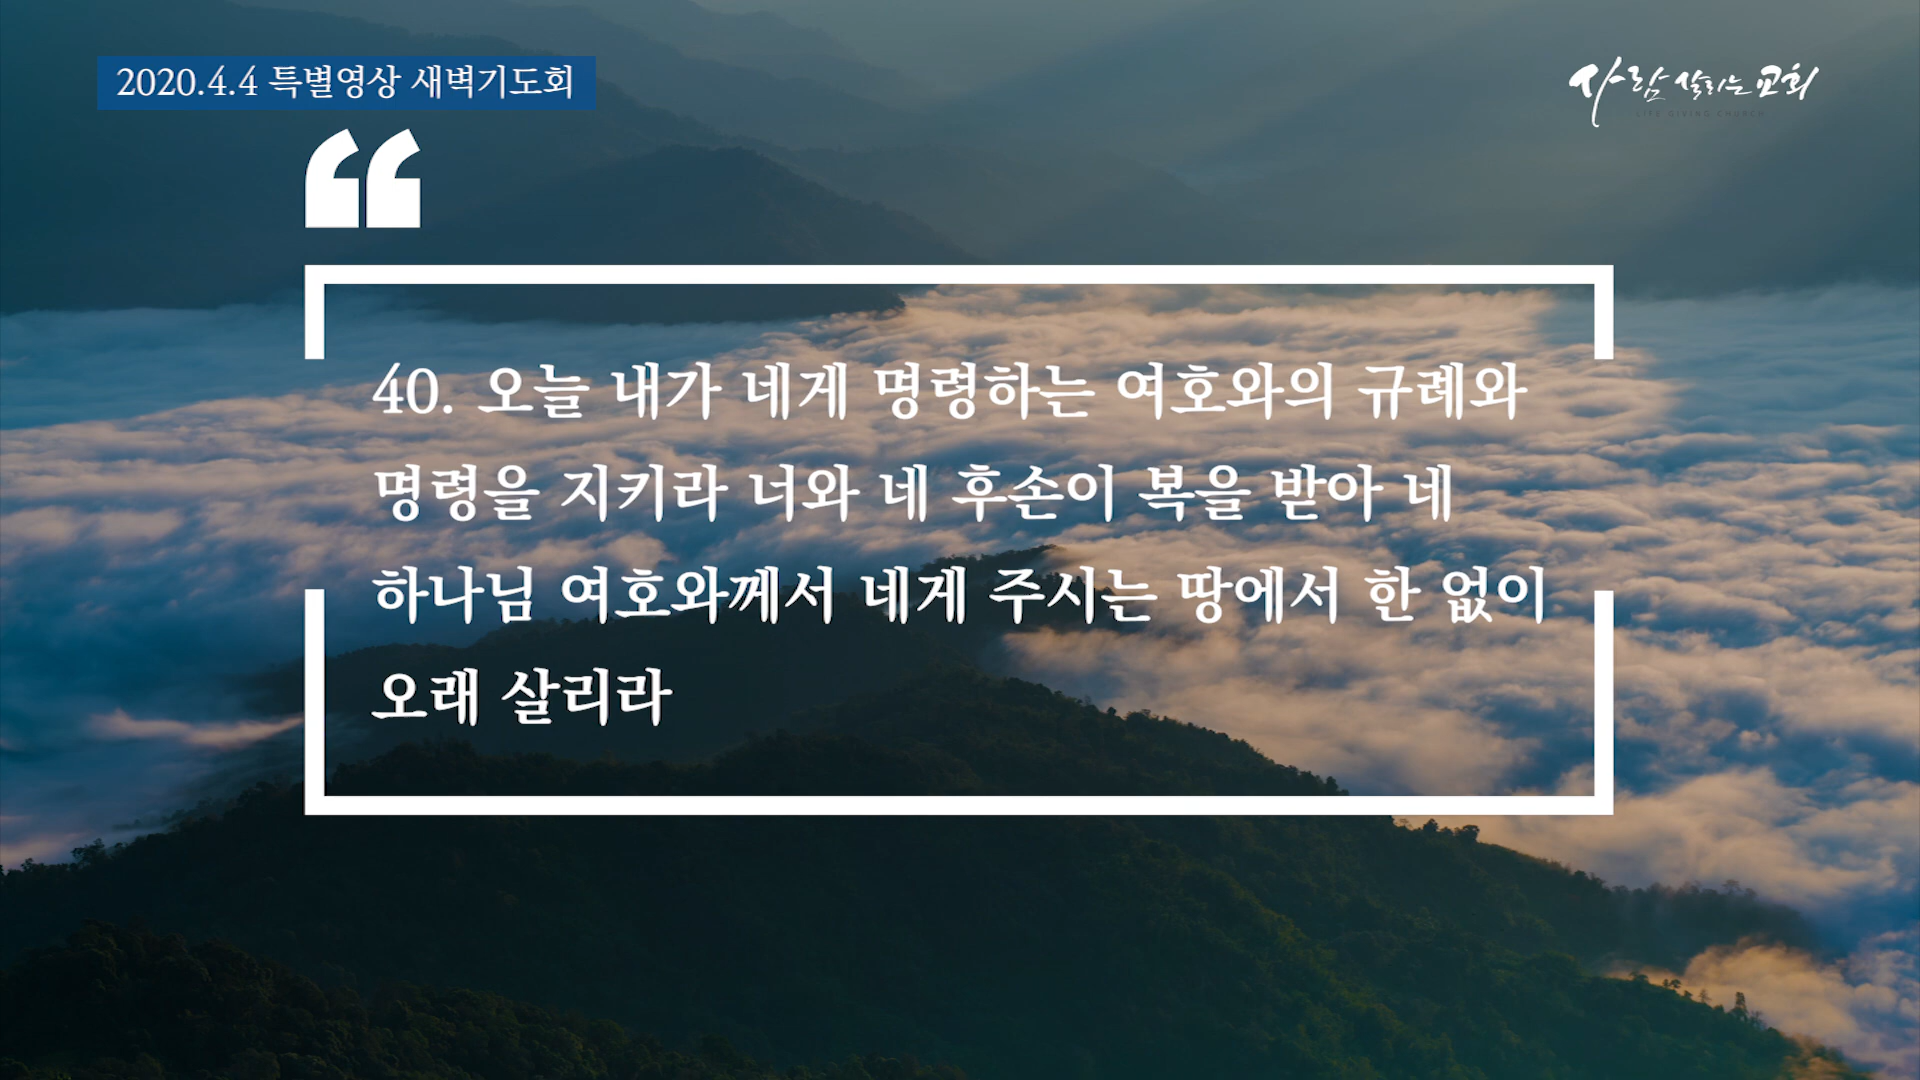 2020.4.4 특별영상 새벽기도회
사람 살리는 교회
LIFE GIVING CHURCH
40. 오늘 내가 네게 명령하는 여호와의 규례와
명령을 지키라 너와 네 후손이 복을 받아 네
하나님 여호와께서 네게 주시는 땅에서 한 없이
오래 살리라